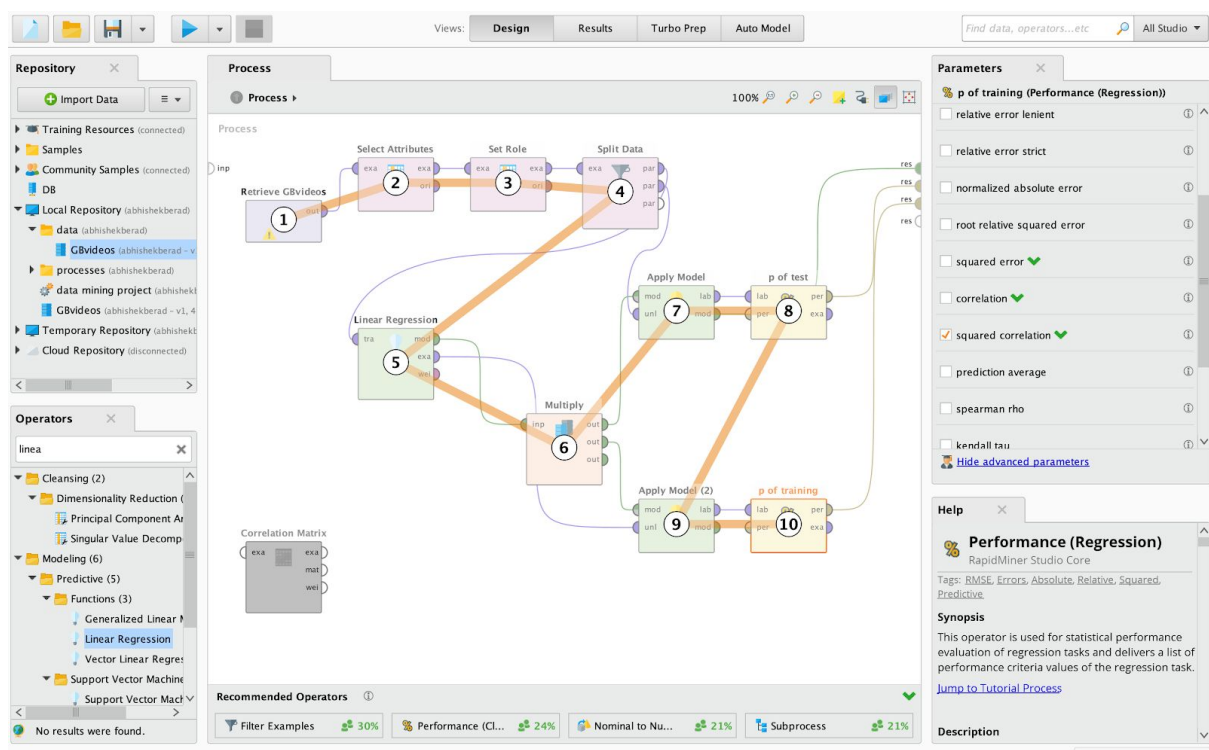 Views: Design Results Turbo Prep Auto Model Find data, operators...etc All Studio
Repository
Import Data
Training Resources (connected)
Samples
Community Samples (connected)
DB
Local Repository (abhishekberad)
data (abhishekberad)
GBvideos (abhishekberad - v
processes (abhishekberad)
data mining project (abhishekt
GBvideos (abhishekberad - v1, 4
Temporary Repository (abhishekt
Cloud Repository (disconnected)
Operators
linea
Cleansing (2)
Dimensionality Reduction (
Principal Component Ar
Singular Value Decomp
Modeling (6)
Predictive (5)
Functions (3)
Generalized Linear M
Linear Regression
Vector Linear Regres
Support Vector Machine
Support Vector Mach
No results were found.
Process
Process
100%
Process
inp
Retrieve GBvideos
1
out
Select Attributes
exa exa
2
ori
Set Role
exa exa
3
ori
Split Data
exa par
4
par
par
res
res
res
res
Linear Regression
tra mod
5
exa
wei
Apply Model
mod lab
7
unl mod
p of test
lab per
8
per exa
Multiply
inp out
6
out
out
Apply Model (2)
mod lab
9
unl mod
p of training
lab per
10
per exa
Correlation Matrix
exa exa
mat
wei
Recommended Operators
Filter Examples 30%
Performance (Cl... 24%
Nominal to Nu... 21%
Subprocess 21%
Parameters
p of training (Performance (Regression))
relative error lenient
relative error strict
normalized absolute error
root relative squared error
squared error
correlation
squared correlation
prediction average
spearman rho
kendall tau
Hide advanced parameters
Help
Performance (Regression)
RapidMiner Studio Core
Tags: RMSE, Errors, Absolute, Relative, Squared,
Predictive
Synopsis
This operator is used for statistical performance
evaluation of regression tasks and delivers a list of
performance criteria values of the regression task.
Jump to Tutorial Process
Description